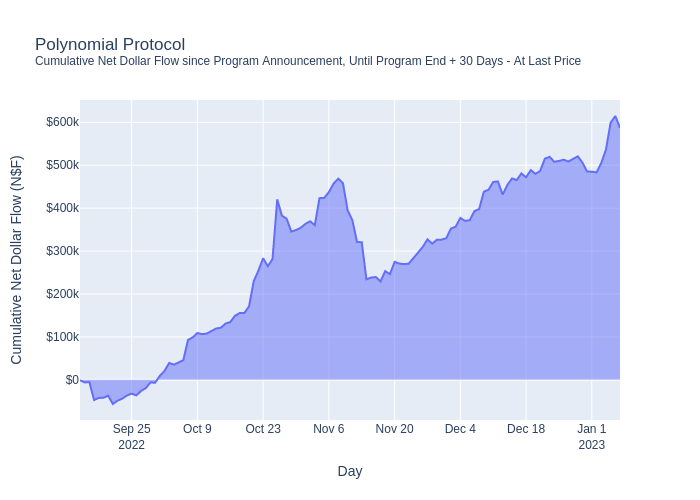 Polynomial Protocol
Cumulative Net Dollar Flow since Program Announcement, Until Program End + 30 Days - At Last Price
Cumulative Net Dollar Flow (N$F)
$600k
$500k
$400k
$300k
$200k
$100k
$0
Sep 25
2022
Oct 9
Oct 23
Nov 6
Nov 20
Dec 4
Dec 18
Jan 1
2023
Day